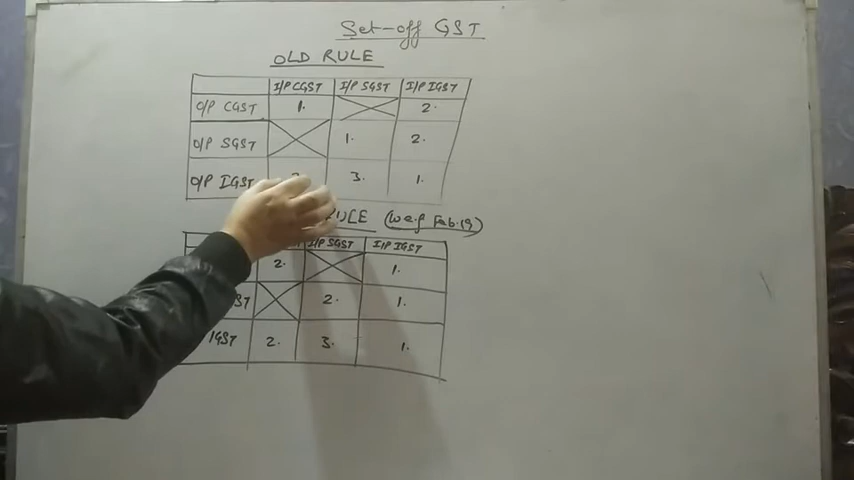 Set-off GST
OLD RULE
I/P CGST I/P SGST I/P IGST
O/P CGST 1. 2.
O/P SGST 1. 2.
O/P IGST 3. 1.
RULE (w.e.f Feb.19)
I/P SGST I/P IGST
2. 1.
2. 1.
IGST 2. 3. 1.